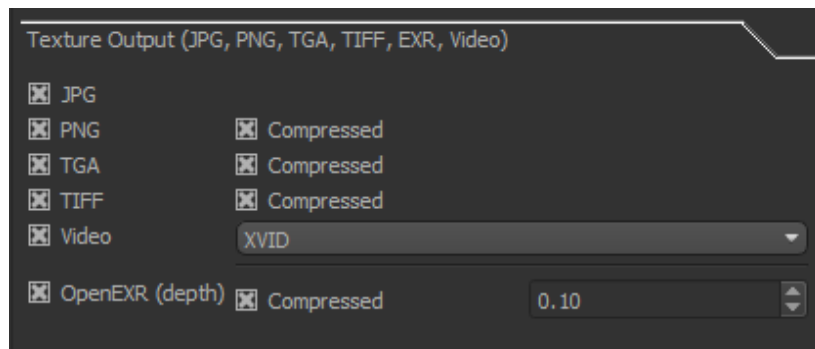 Texture Output (JPG, PNG, TGA, TIFF, EXR, Video)
JPG
PNG Compressed
TGA Compressed
TIFF Compressed
Video XVID
OpenEXR (depth) Compressed 0.10